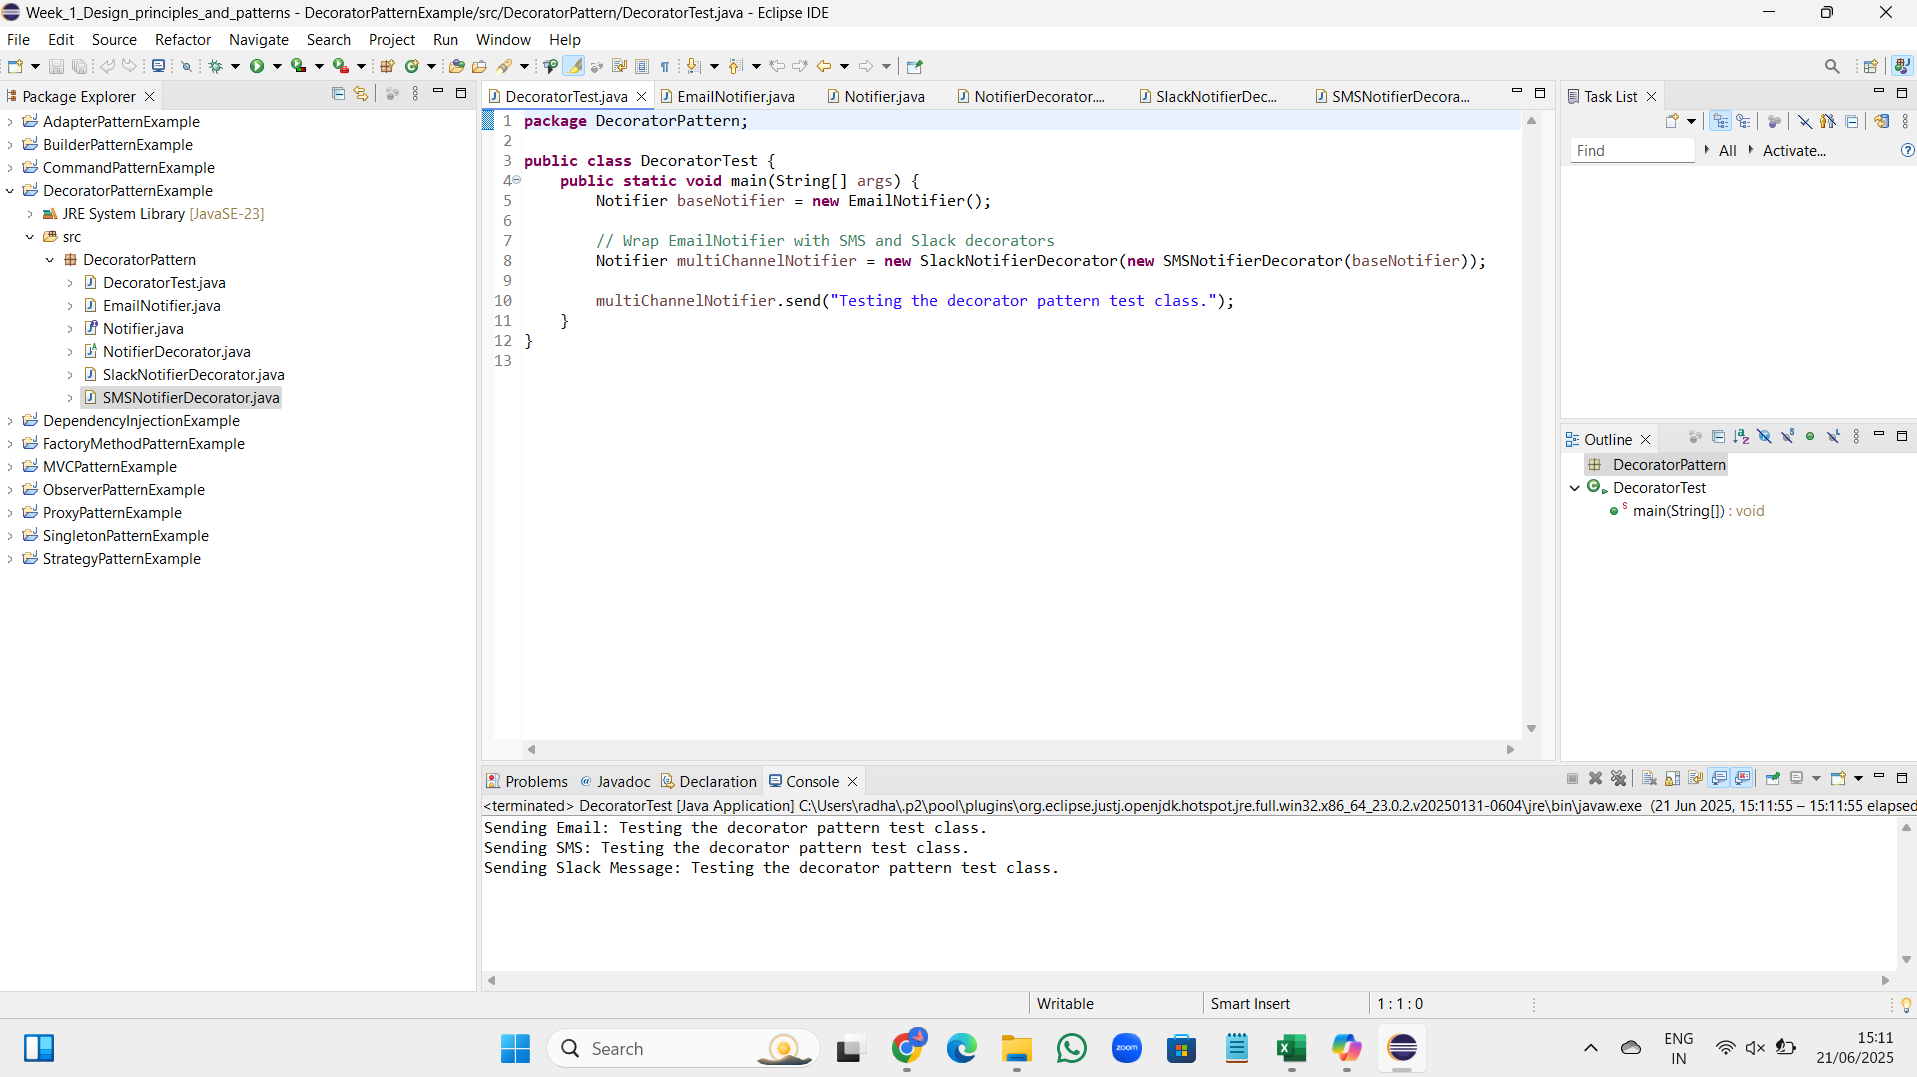 Week_1_Design_principles_and_patterns - DecoratorPatternExample/src/DecoratorPattern/DecoratorTest.java - Eclipse IDE
File Edit Source Refactor Navigate Search Project Run Window Help
Package Explorer
AdapterPatternExample
BuilderPatternExample
CommandPatternExample
DecoratorPatternExample
JRE System Library [JavaSE-23]
src
DecoratorPattern
DecoratorTest.java
EmailNotifier.java
Notifier.java
NotifierDecorator.java
SlackNotifierDecorator.java
SMSNotifierDecorator.java
DependencyInjectionExample
FactoryMethodPatternExample
MVCPatternExample
ObserverPatternExample
ProxyPatternExample
SingletonPatternExample
StrategyPatternExample
DecoratorTest.java EmailNotifier.java Notifier.java NotifierDecorator.... SlackNotifierDec... SMSNotifierDecora...
1 package DecoratorPattern;
2
3 public class DecoratorTest {
4 public static void main(String[] args) {
5 Notifier baseNotifier = new EmailNotifier();
6
7 // Wrap EmailNotifier with SMS and Slack decorators
8 Notifier multiChannelNotifier = new SlackNotifierDecorator(new SMSNotifierDecorator(baseNotifier));
9
10 multiChannelNotifier.send("Testing the decorator pattern test class.");
11 }
12 }
13
Task List
Find All Activate...
Outline
DecoratorPattern
DecoratorTest
main(String[]) : void
Problems Javadoc Declaration Console
<terminated> DecoratorTest [Java Application] C:\Users\radha\.p2\pool\plugins\org.eclipse.justj.openjdk.hotspot.jre.full.win32.x86_64_23.0.2.v20250131-0604\jre\bin\javaw.exe (21 Jun 2025, 15:11:55 – 15:11:55 elapsed
Sending Email: Testing the decorator pattern test class.
Sending SMS: Testing the decorator pattern test class.
Sending Slack Message: Testing the decorator pattern test class.
Writable Smart Insert 1 : 1 : 0
Search
zoom
ENG
IN
15:11
21/06/2025